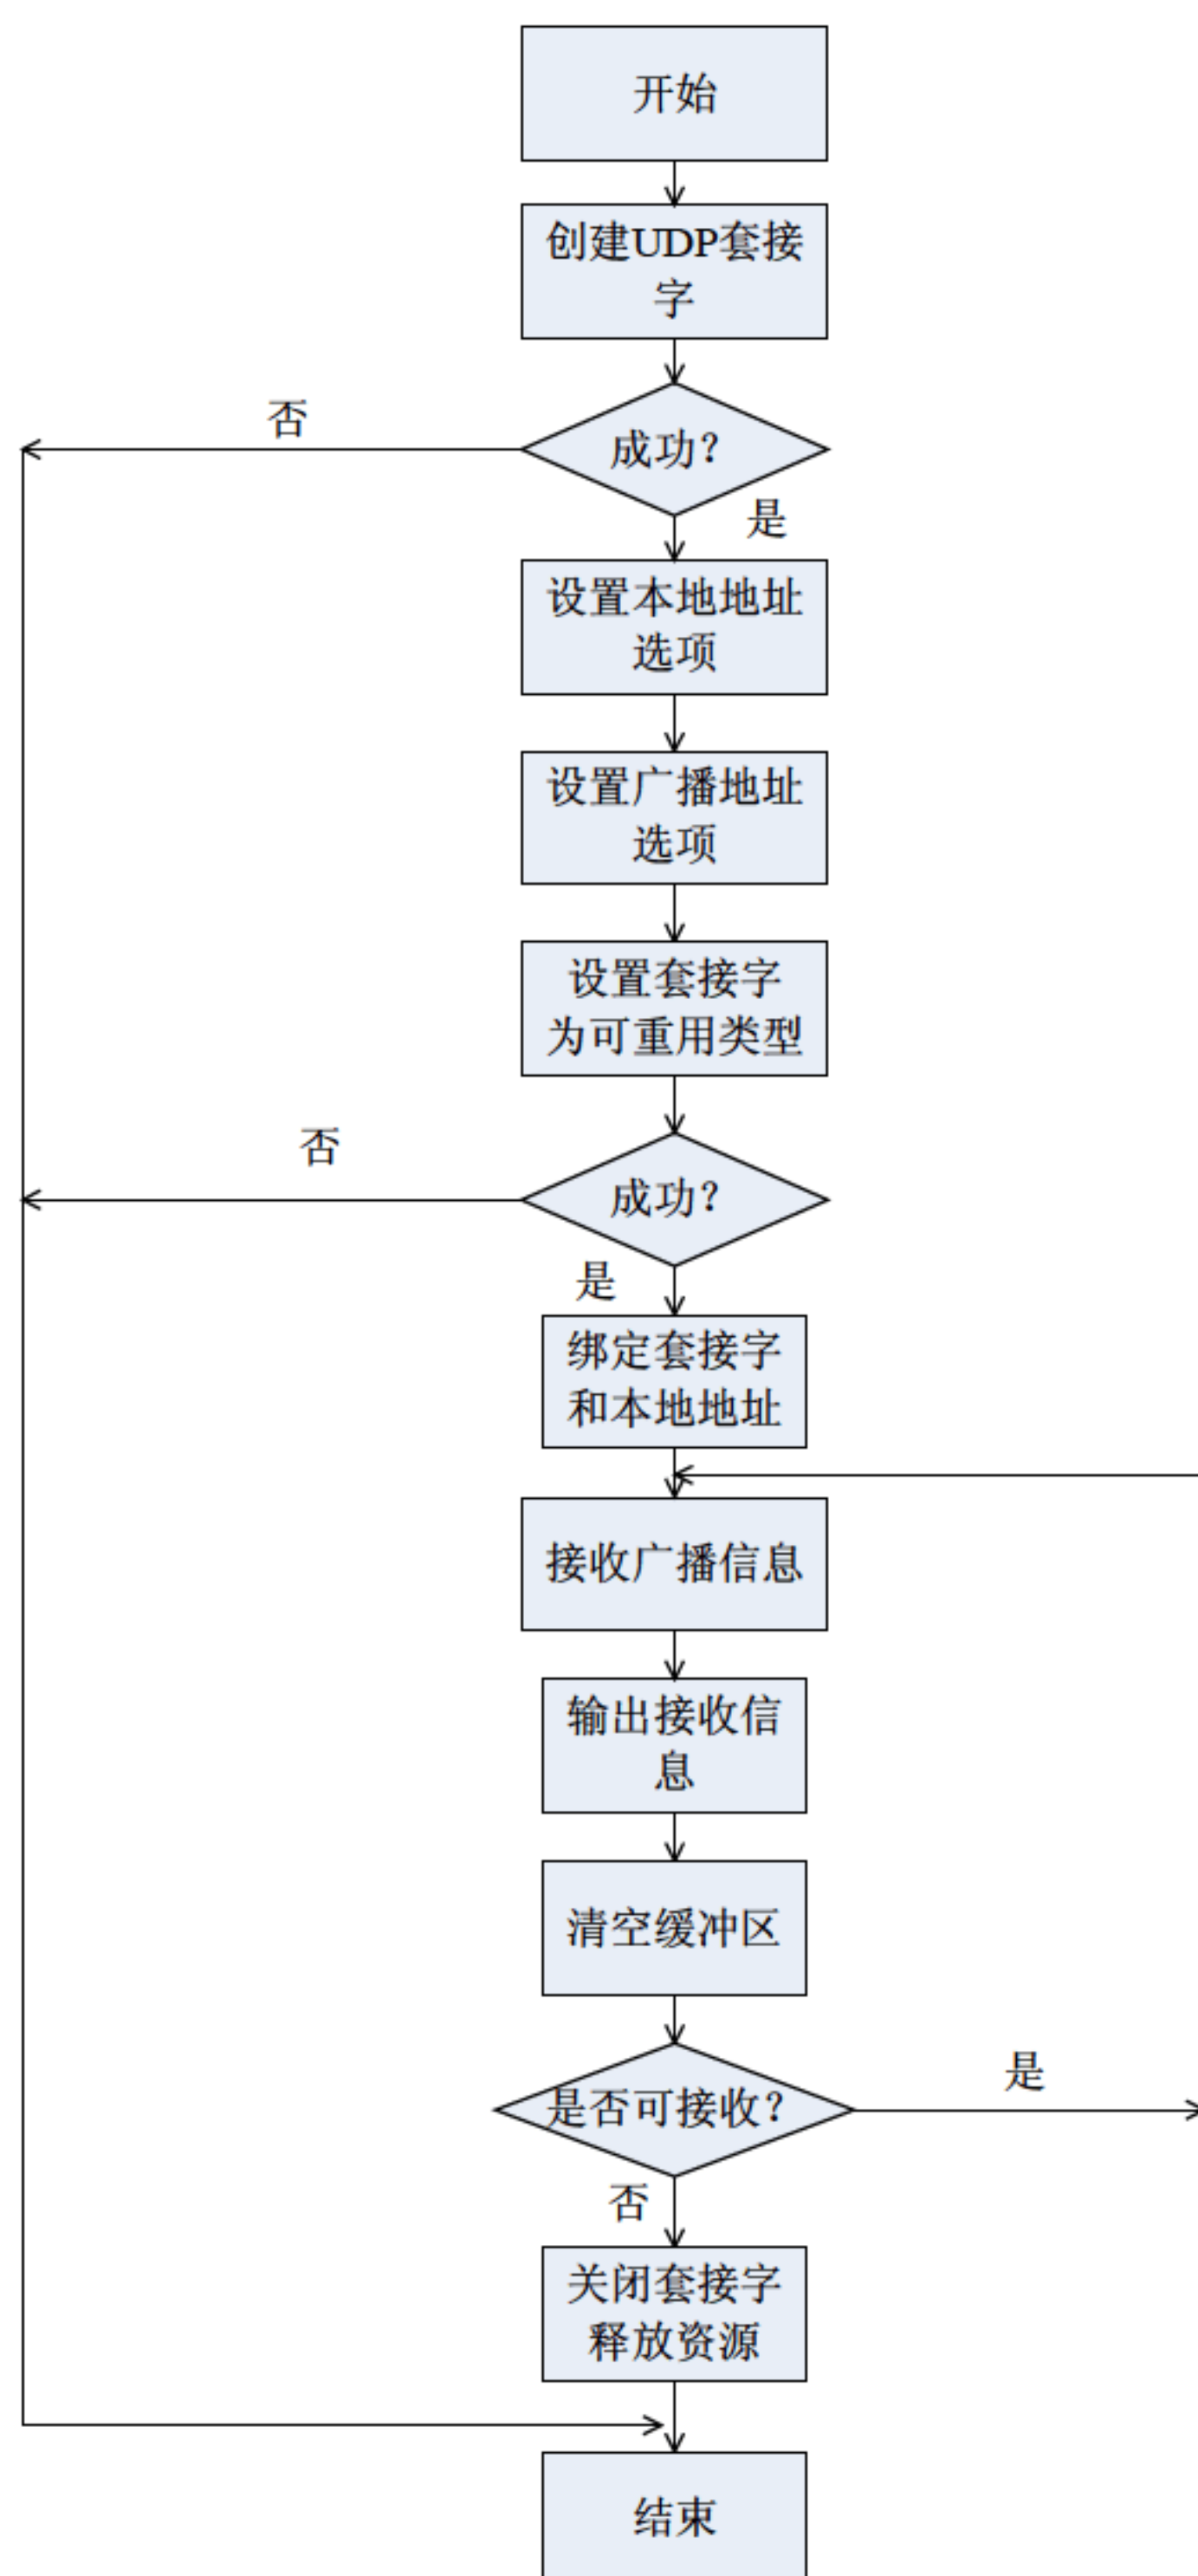 开始
创建UDP套接
字
成功？
否
是
设置本地地址
选项
设置广播地址
选项
设置套接字
为可重用类型
成功？
否
是
绑定套接字
和本地地址
接收广播信息
输出接收信
息
清空缓冲区
是否可接收？
是
否
关闭套接字
释放资源
结束